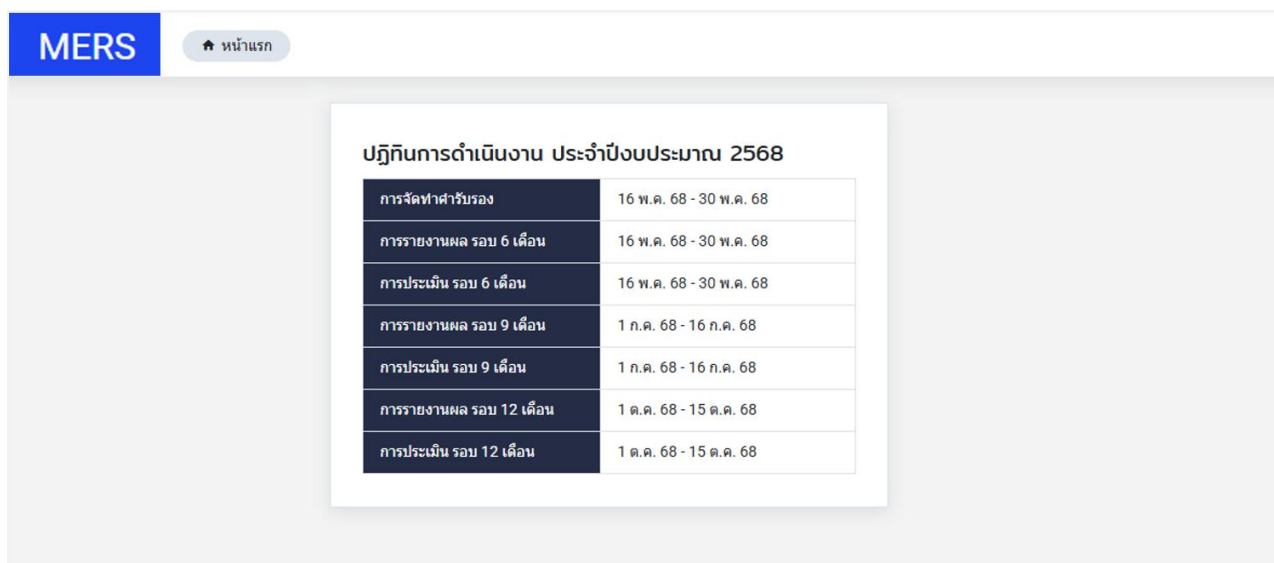 MERS
หน้าแรก
ปฏิทินการดำเนินงาน ประจำปีงบประมาณ 2568
การจัดทำคำรับรอง 16 พ.ค. 68 - 30 พ.ค. 68
การรายงานผล รอบ 6 เดือน 16 พ.ค. 68 - 30 พ.ค. 68
การประเมิน รอบ 6 เดือน 16 พ.ค. 68 - 30 พ.ค. 68
การรายงานผล รอบ 9 เดือน 1 ก.ค. 68 - 16 ก.ค. 68
การประเมิน รอบ 9 เดือน 1 ก.ค. 68 - 16 ก.ค. 68
การรายงานผล รอบ 12 เดือน 1 ต.ค. 68 - 15 ต.ค. 68
การประเมิน รอบ 12 เดือน 1 ต.ค. 68 - 15 ต.ค. 68